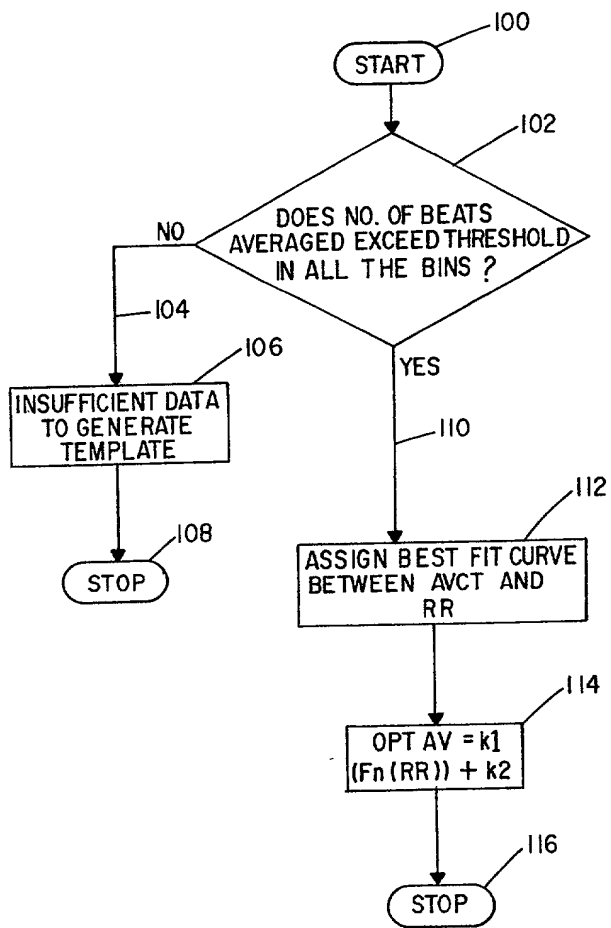 100
START
102
DOES NO. OF BEATS
AVERAGED EXCEED THRESHOLD
IN ALL THE BINS ?
NO
104
106
YES
INSUFFICIENT DATA
TO GENERATE
TEMPLATE
110
108
STOP
112
ASSIGN BEST FIT CURVE
BETWEEN AVCT AND
RR
114
OPT AV = k1
(Fn (RR)) + k2
116
STOP